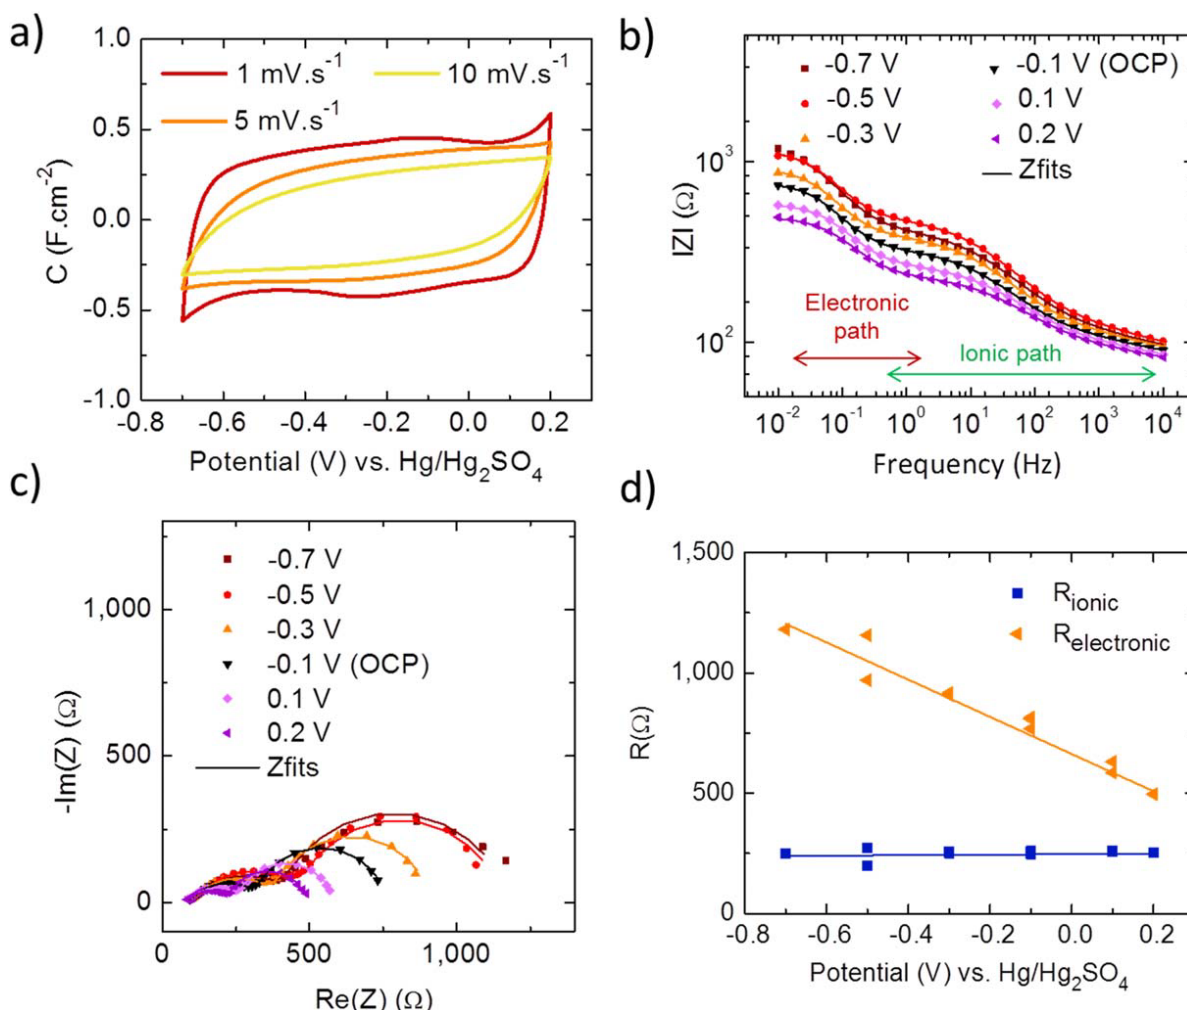 a)
1 mV.s⁻¹
10 mV.s⁻¹
5 mV.s⁻¹
1.0
0.5
0.0
-0.5
-1.0
C (F.cm⁻²)
-0.8 -0.6 -0.4 -0.2 0.0 0.2
Potential (V) vs. Hg/Hg₂SO₄
b)
-0.7 V
-0.5 V
-0.3 V
-0.1 V (OCP)
0.1 V
0.2 V
Zfits
10³
10²
IZI (Ω)
Electronic
path
Ionic path
10⁻² 10⁻¹ 10⁰ 10¹ 10² 10³ 10⁴
Frequency (Hz)
c)
-0.7 V
-0.5 V
-0.3 V
-0.1 V (OCP)
0.1 V
0.2 V
Zfits
1,000
500
0
-Im(Z) (Ω)
0 500 1,000
Re(Z) (Ω)
d)
R_ionic
R_electronic
1,500
1,000
500
0
R(Ω)
-0.8 -0.6 -0.4 -0.2 0.0 0.2
Potential (V) vs. Hg/Hg₂SO₄